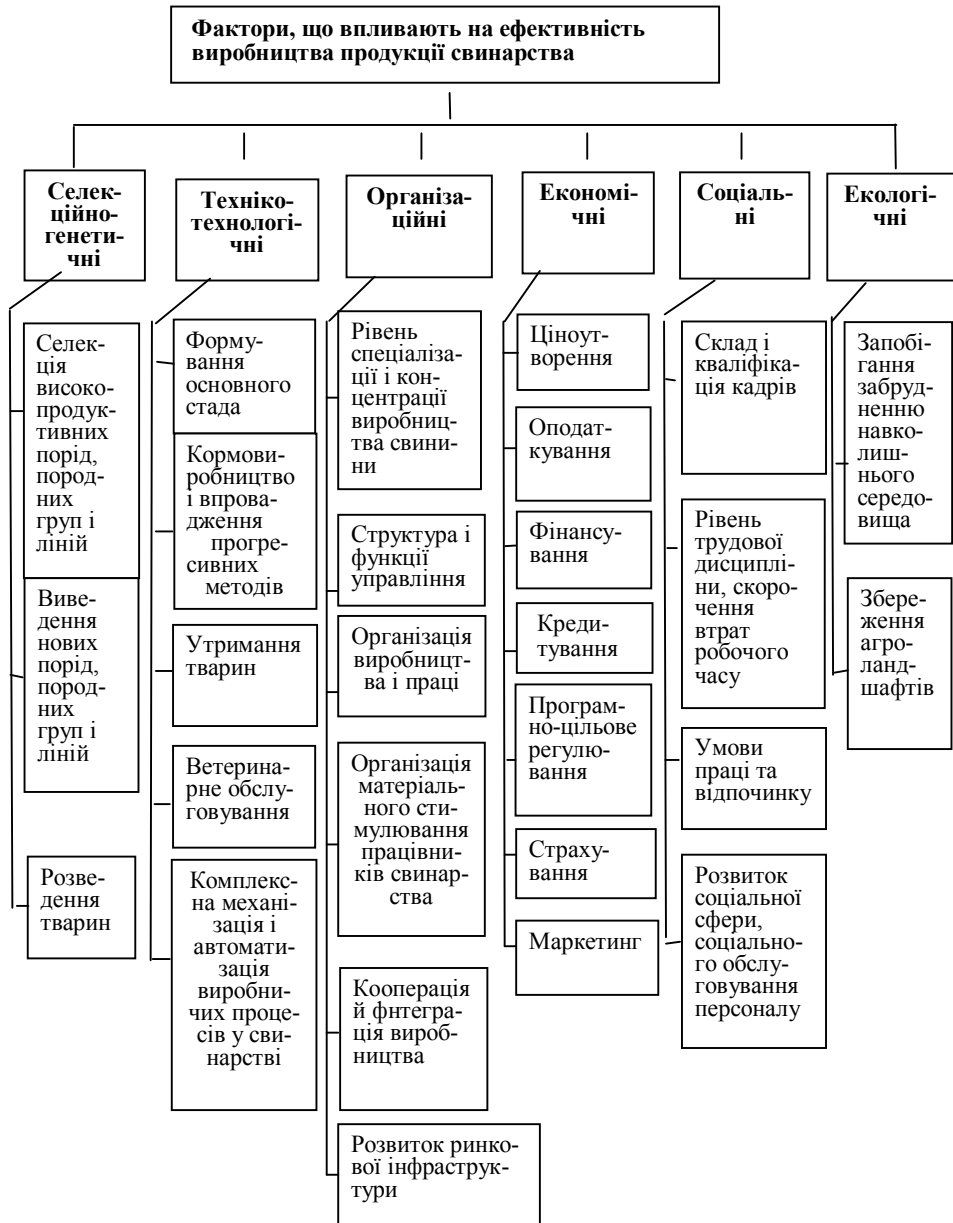 Фактори, що впливають на ефективність
виробництва продукції свинарства
Селек-
ційно-
генети-
чні
Техніко-
технологі-
чні
Організа-
ційні
Економі-
чні
Соціаль-
ні
Екологі-
чні
Селек-
ція
високо-
продук-
тивних
порід,
пород-
них
груп і
ліній
Виве-
дення
нових
порід,
пород-
них
груп і
ліній
Розве-
дення
тварин
Форму-
вання
основного
стада
Кормови-
робництво
і впрова-
дження
прогре-
сивних
методів
Утримання
тварин
Ветеринар-
не обслу-
говування
Комплекс-
на механі-
зація і
автомати-
зація
виробни-
чих проце-
сів у сви-
нарстві
Рівень
спеціаліза-
ції і кон-
центрації
виробниц-
тва свини-
ни
Структура і
функції
управління
Організація
виробницт-
ва і праці
Організація
матеріаль-
ного сти-
мулювання
працівни-
ків свинар-
ства
Кооперація
й фнтегра-
ція вироб-
ництва
Розвиток ринко-
вої інфраструк-
тури
Ціноут-
ворення
Оподат-
кування
Фінансу-
вання
Креди-
тування
Програм-
но-цільове
регулю-
вання
Страху-
вання
Маркетинг
Склад і
кваліфіка-
ція кадрів
Рівень
трудової
дисциплі-
ни, скоро-
чення
втрат
робочого
часу
Умови
праці та
відпочинку
Розвиток
соціальної
сфери,
соціально-
го обслу-
говування
персоналу
Запобі-
гання
забруд-
ненню
навко-
лиш-
нього
середо-
вища
Збере-
ження
агро-
ланд-
шафтів